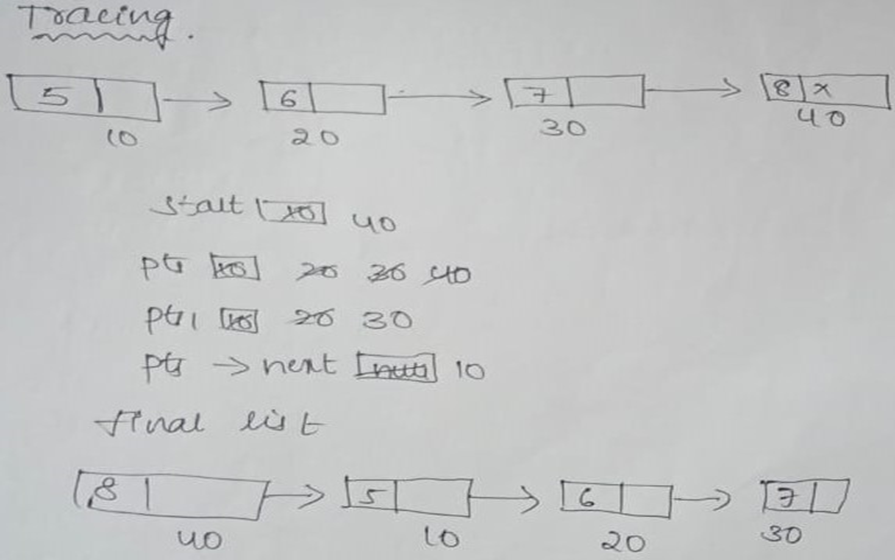 Tracing.
5 6 7 8 x
10 20 30 40
start 10 40
ptr 10 20 30 40
ptr1 10 20 30
ptr → next null 10
final list
8 5 6 7
40 10 20 30